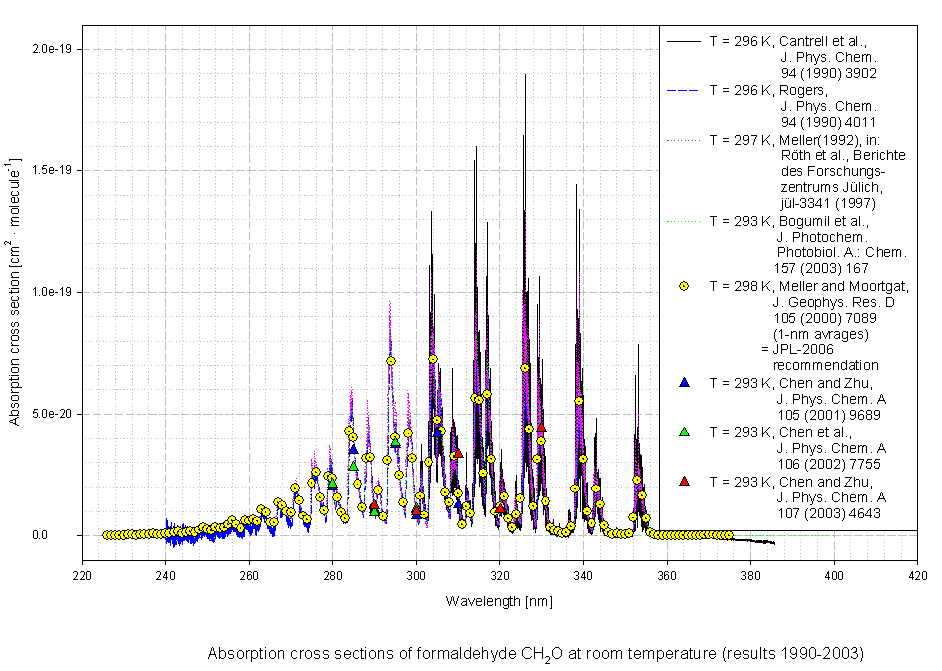 2.0e-19
1.5e-19
1.0e-19
5.0e-20
0.0
Absorption cross section [cm² · molecule⁻¹]
220 240 260 280 300 320 340 360 380 400 420
Wavelength [nm]
T = 296 K, Cantrell et al.,
J. Phys. Chem.
94 (1990) 3902
T = 296 K, Rogers,
J. Phys. Chem.
94 (1990) 4011
T = 297 K, Meller(1992), in:
Röth et al., Berichte
des Forschungs-
zentrums Jülich,
jül-3341 (1997)
T = 293 K, Bogumil et al.,
J. Photochem.
Photobiol. A.: Chem.
157 (2003) 167
T = 298 K, Meller and Moortgat,
J. Geophys. Res. D
105 (2000) 7089
(1-nm avrages)
= JPL-2006
recommendation
T = 293 K, Chen and Zhu,
J. Phys. Chem. A
105 (2001) 9689
T = 293 K, Chen et al.,
J. Phys. Chem. A
106 (2002) 7755
T = 293 K, Chen and Zhu,
J. Phys. Chem. A
107 (2003) 4643
Absorption cross sections of formaldehyde CH₂O at room temperature (results 1990-2003)